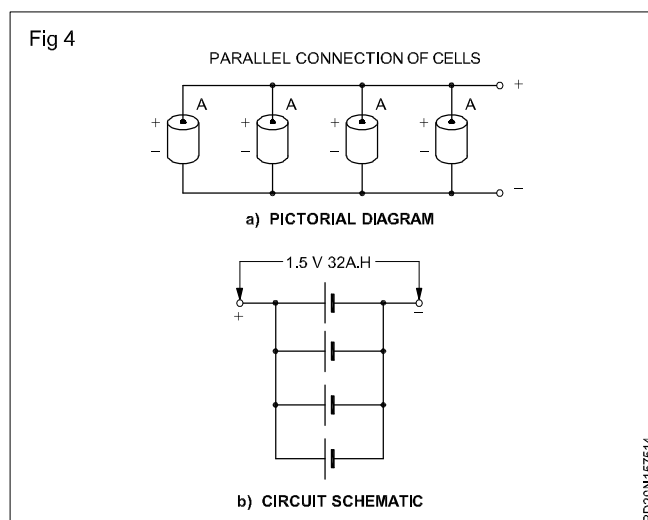 Fig 4
PARALLEL CONNECTION OF CELLS
A A A A +
+ + + +
− − − −
−
a) PICTORIAL DIAGRAM
1.5 V 32A.H
+ −
b) CIRCUIT SCHEMATIC